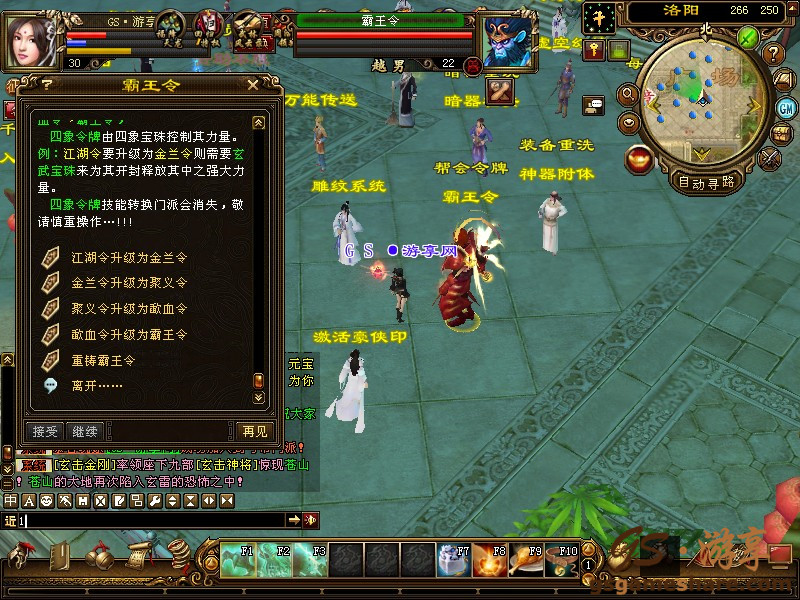 GS·游享
30
霸王令
越男
22
洛阳
266 250
北
自动寻路
GM
霸王令
四象令牌由四象宝珠控制其力量。
例：江湖令要升级为金兰令则需要玄
武宝珠来为其开封释放其中之强大力
量。
四象令牌技能转换门派会消失，敬
请慎重操作…!!!
江湖令升级为金兰令
金兰令升级为聚义令
聚义令升级为歃血令
歃血令升级为霸王令
重铸霸王令
离开……
接受
继续
再见
万能传送
暗器
装备重洗
帮会令牌
神器附体
雕纹系统
霸王令
GS●游享网
激活豪侠印
元宝
为你
大家
[玄击金刚]率领座下九部[玄击神将]惊现苍山
！苍山的大地再次陷入玄雷的恐怖之中！
中
近1
F1
F2
F3
F7
F8
F9
F10
1
GS·游享